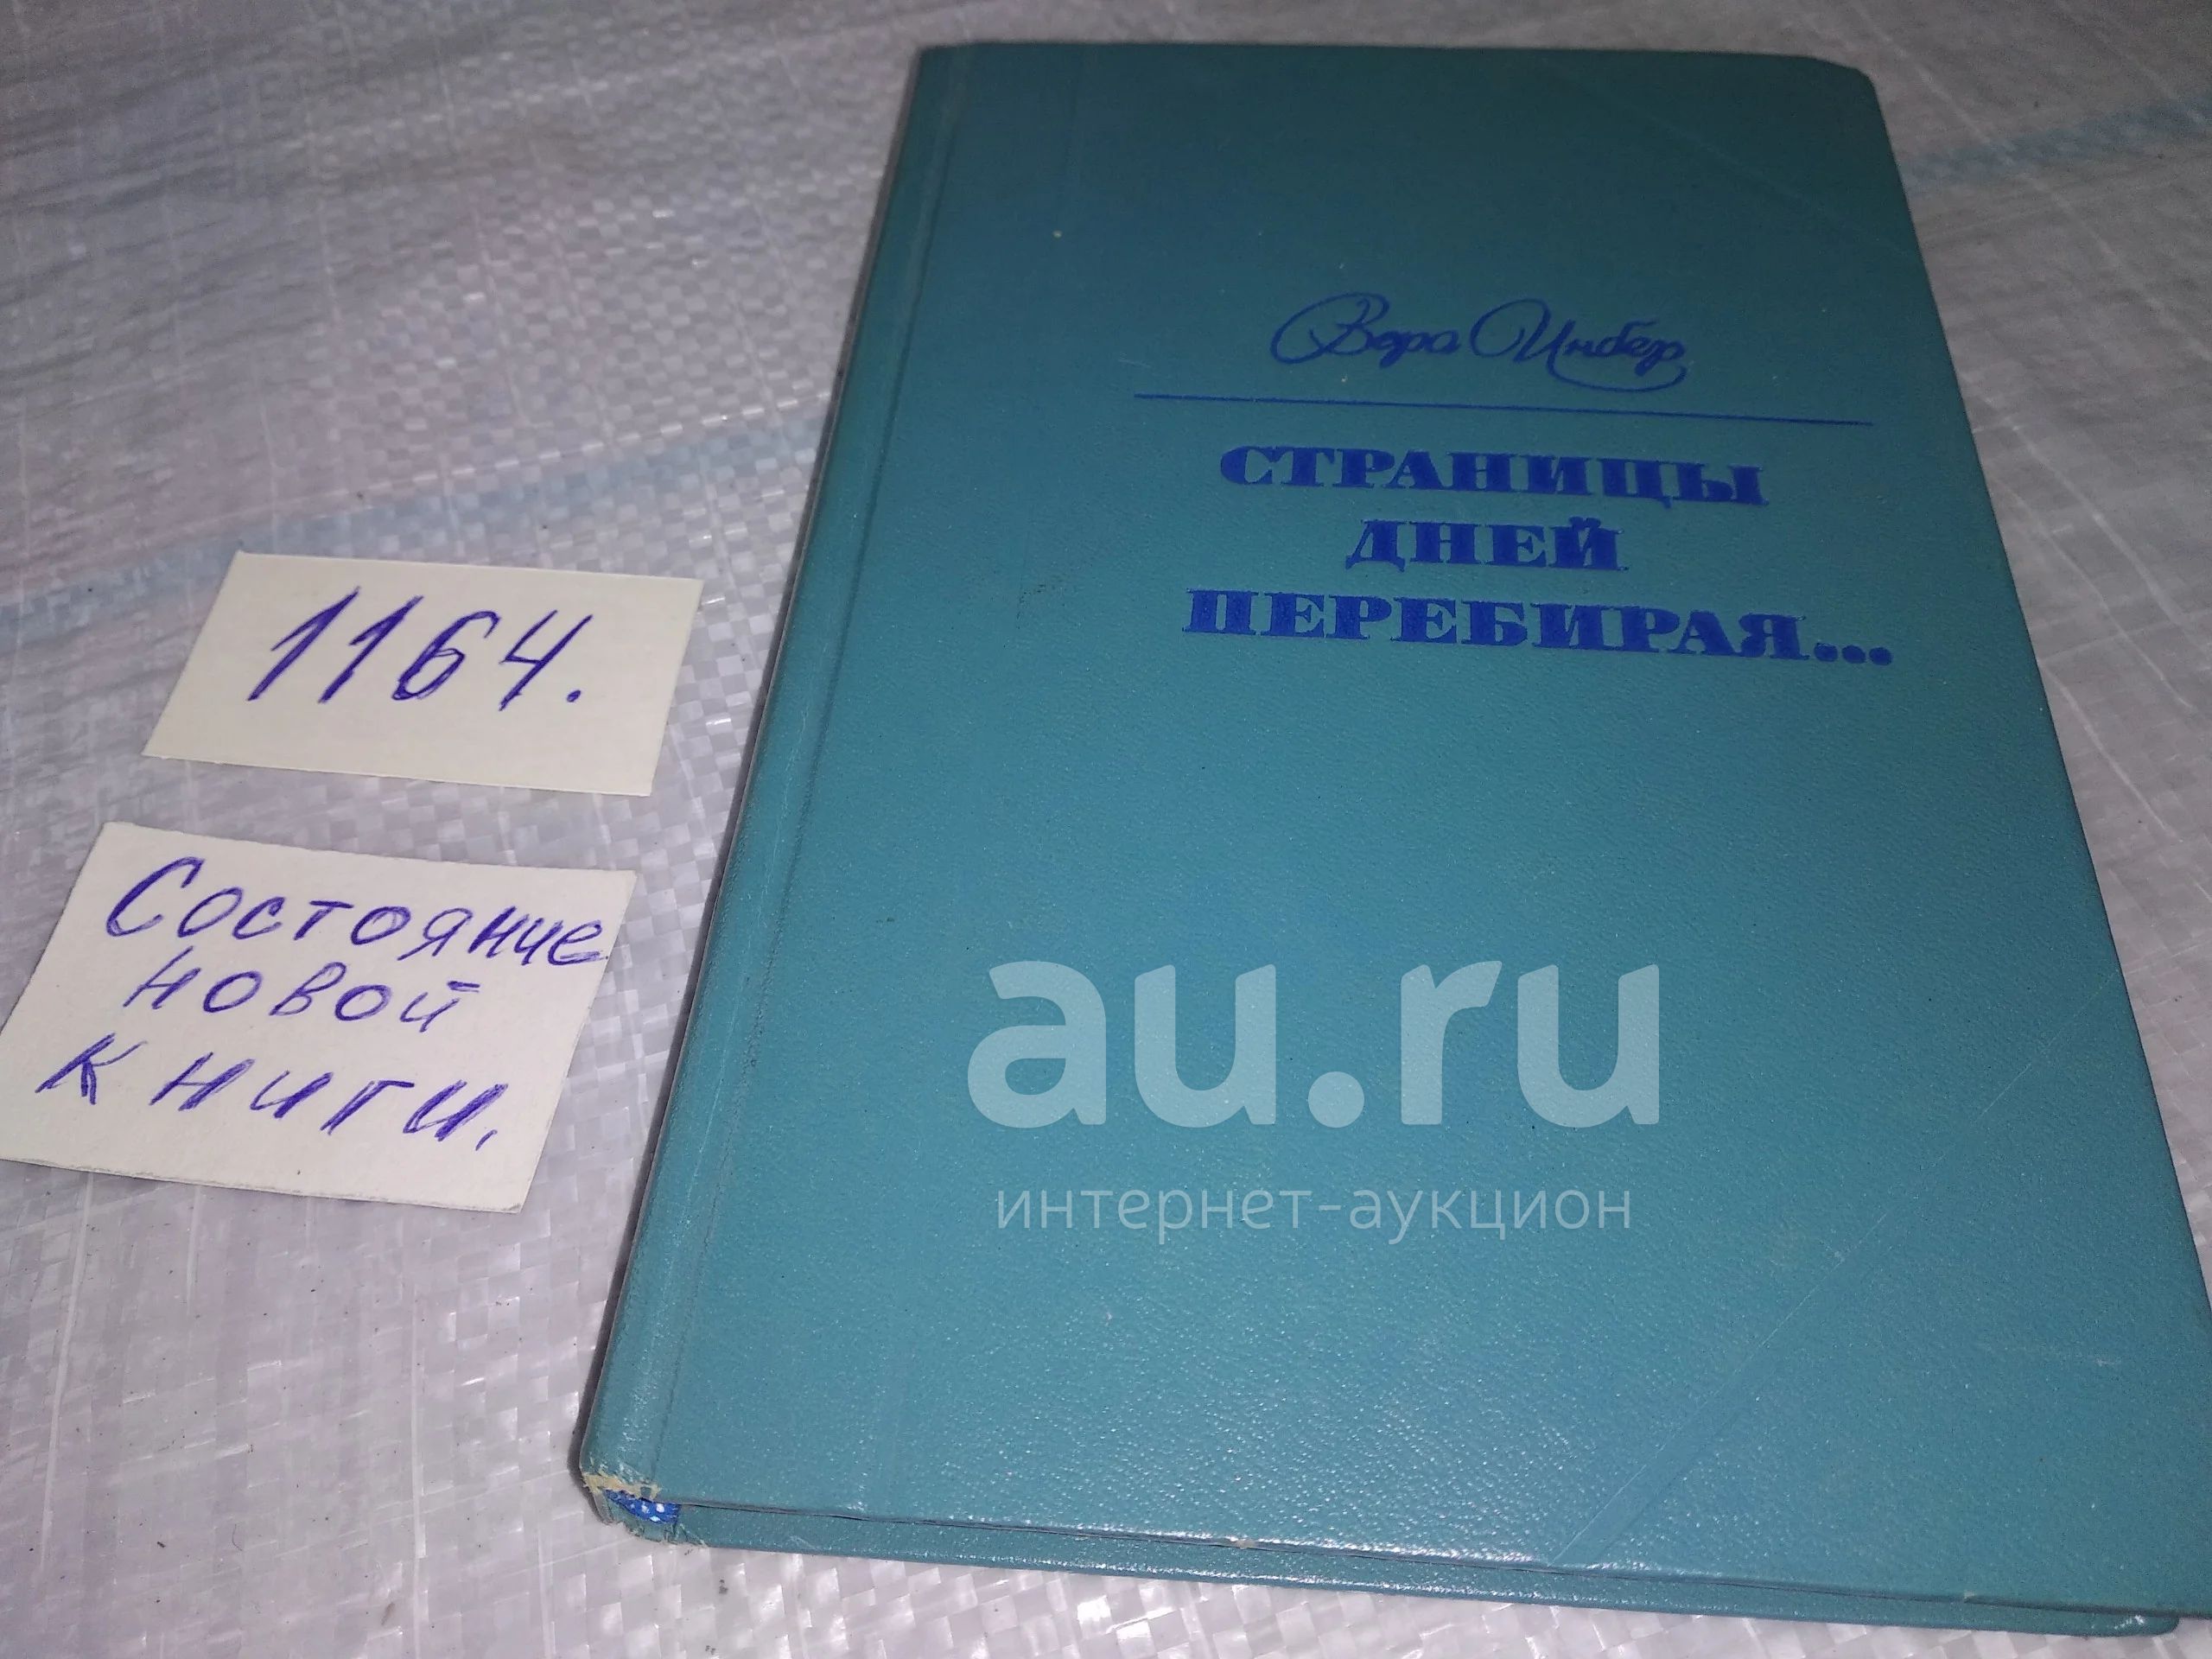 Вера Инбер
СТРАНИЦЫ
ДНЕЙ
ПЕРЕБИРАЯ...
1164.
Состояние
новой
книги.
au.ru
интернет-аукцион